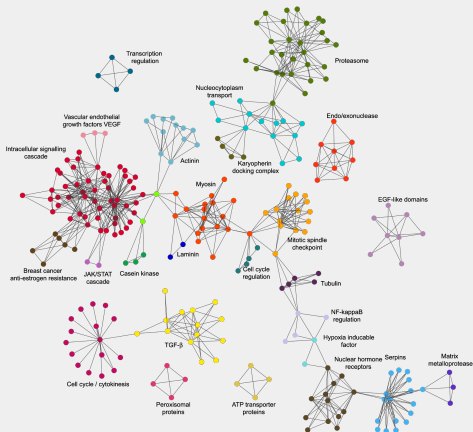 Transcription
regulation
Proteasome
Nucleocytoplasm
transport
Vascular endothelial
growth factors VEGF
Endo/exonuclease
Intracellular signalling
cascade
Actinin
Karyopherin
docking complex
Myosin
EGF-like domains
Mitotic spindle
checkpoint
Laminin
Breast cancer
anti-estrogen resistance
JAK/STAT
cascade
Casein kinase
Cell cycle
regulation
Tubulin
NF-kappaB
regulation
TGF-β
Hypoxia inducable
factor
Cell cycle / cytokinesis
Nuclear hormone
receptors
Serpins
Matrix
metalloprotease
Peroxisomal
proteins
ATP transporter
proteins